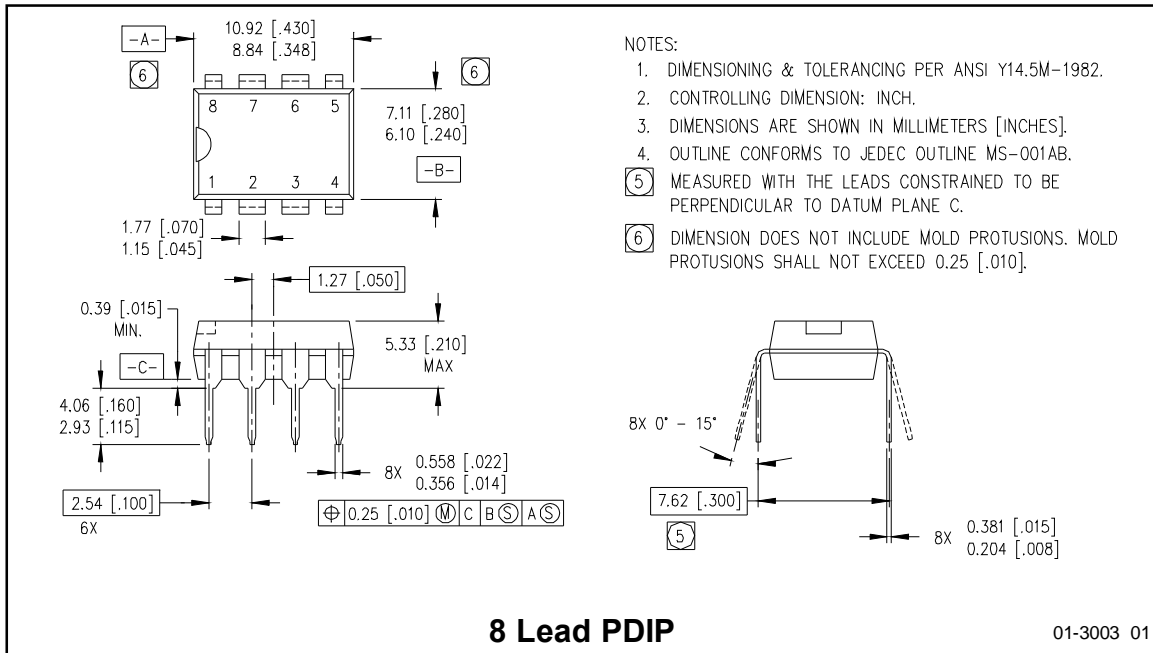 -A-
10.92 [.430]
8.84 [.348]
6
6
8 7 6 5
7.11 [.280]
6.10 [.240]
-B-
1 2 3 4
1.77 [.070]
1.15 [.045]
1.27 [.050]
0.39 [.015]
MIN.
5.33 [.210]
MAX
-C-
4.06 [.160]
2.93 [.115]
8X 0.558 [.022]
0.356 [.014]
2.54 [.100]
6X
⌖ 0.25 [.010] Ⓜ C B Ⓢ A Ⓢ
NOTES:
1. DIMENSIONING & TOLERANCING PER ANSI Y14.5M-1982.
2. CONTROLLING DIMENSION: INCH.
3. DIMENSIONS ARE SHOWN IN MILLIMETERS [INCHES].
4. OUTLINE CONFORMS TO JEDEC OUTLINE MS-001AB.
5 MEASURED WITH THE LEADS CONSTRAINED TO BE
PERPENDICULAR TO DATUM PLANE C.
6 DIMENSION DOES NOT INCLUDE MOLD PROTUSIONS. MOLD
PROTUSIONS SHALL NOT EXCEED 0.25 [.010].
8X 0° - 15°
7.62 [.300]
5
8X 0.381 [.015]
0.204 [.008]
8 Lead PDIP
01-3003 01